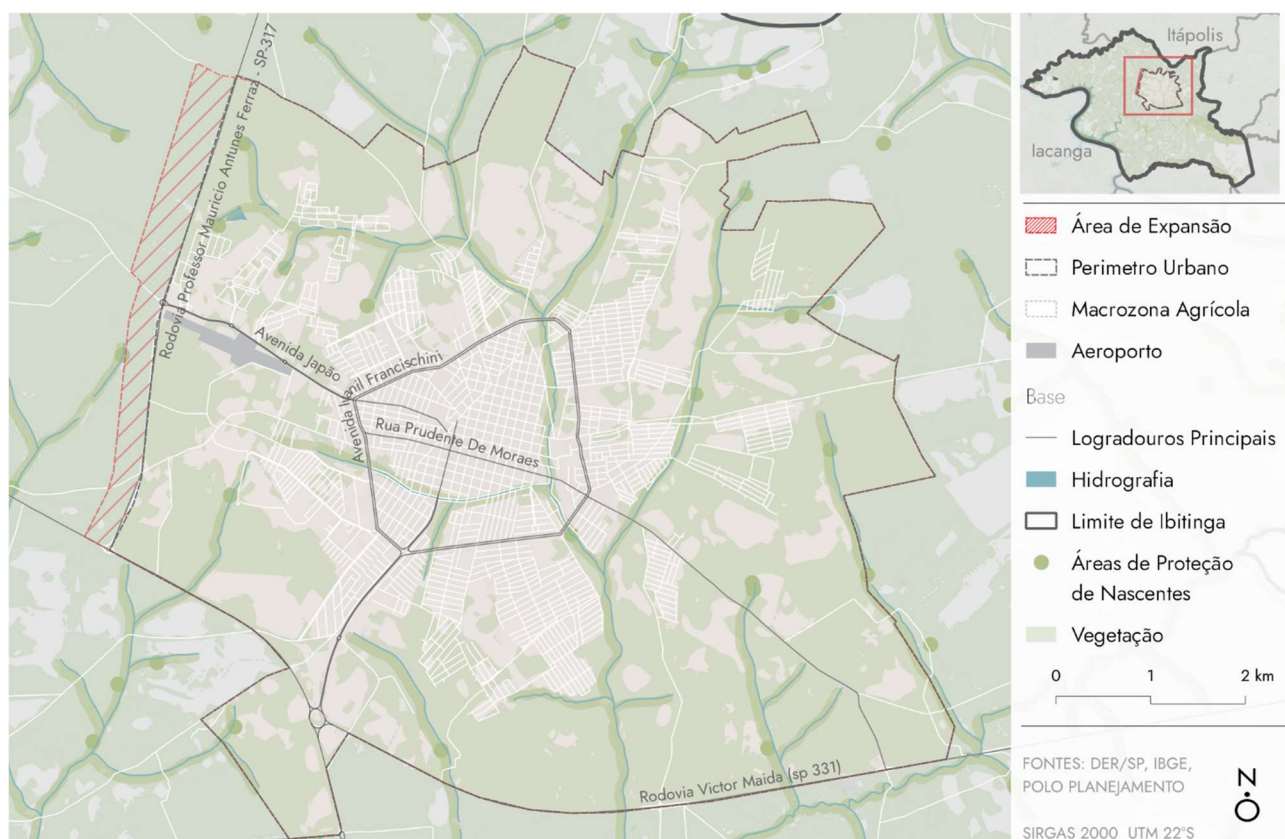 Rodovia Professor Mauricio Antunes Ferraz - SP-317
Avenida Japão
Avenida Ivanil Francischini
Rua Prudente De Moraes
Rodovia Victor Maida (sp 331)
Itápolis
Iacanga
Área de Expansão
Perimetro Urbano
Macrozona Agrícola
Aeroporto
Base
Logradouros Principais
Hidrografia
Limite de Ibitinga
Áreas de Proteção
de Nascentes
Vegetação
0 1 2 km
FONTES: DER/SP, IBGE,
POLO PLANEJAMENTO
N
SIRGAS 2000 UTM 22°S